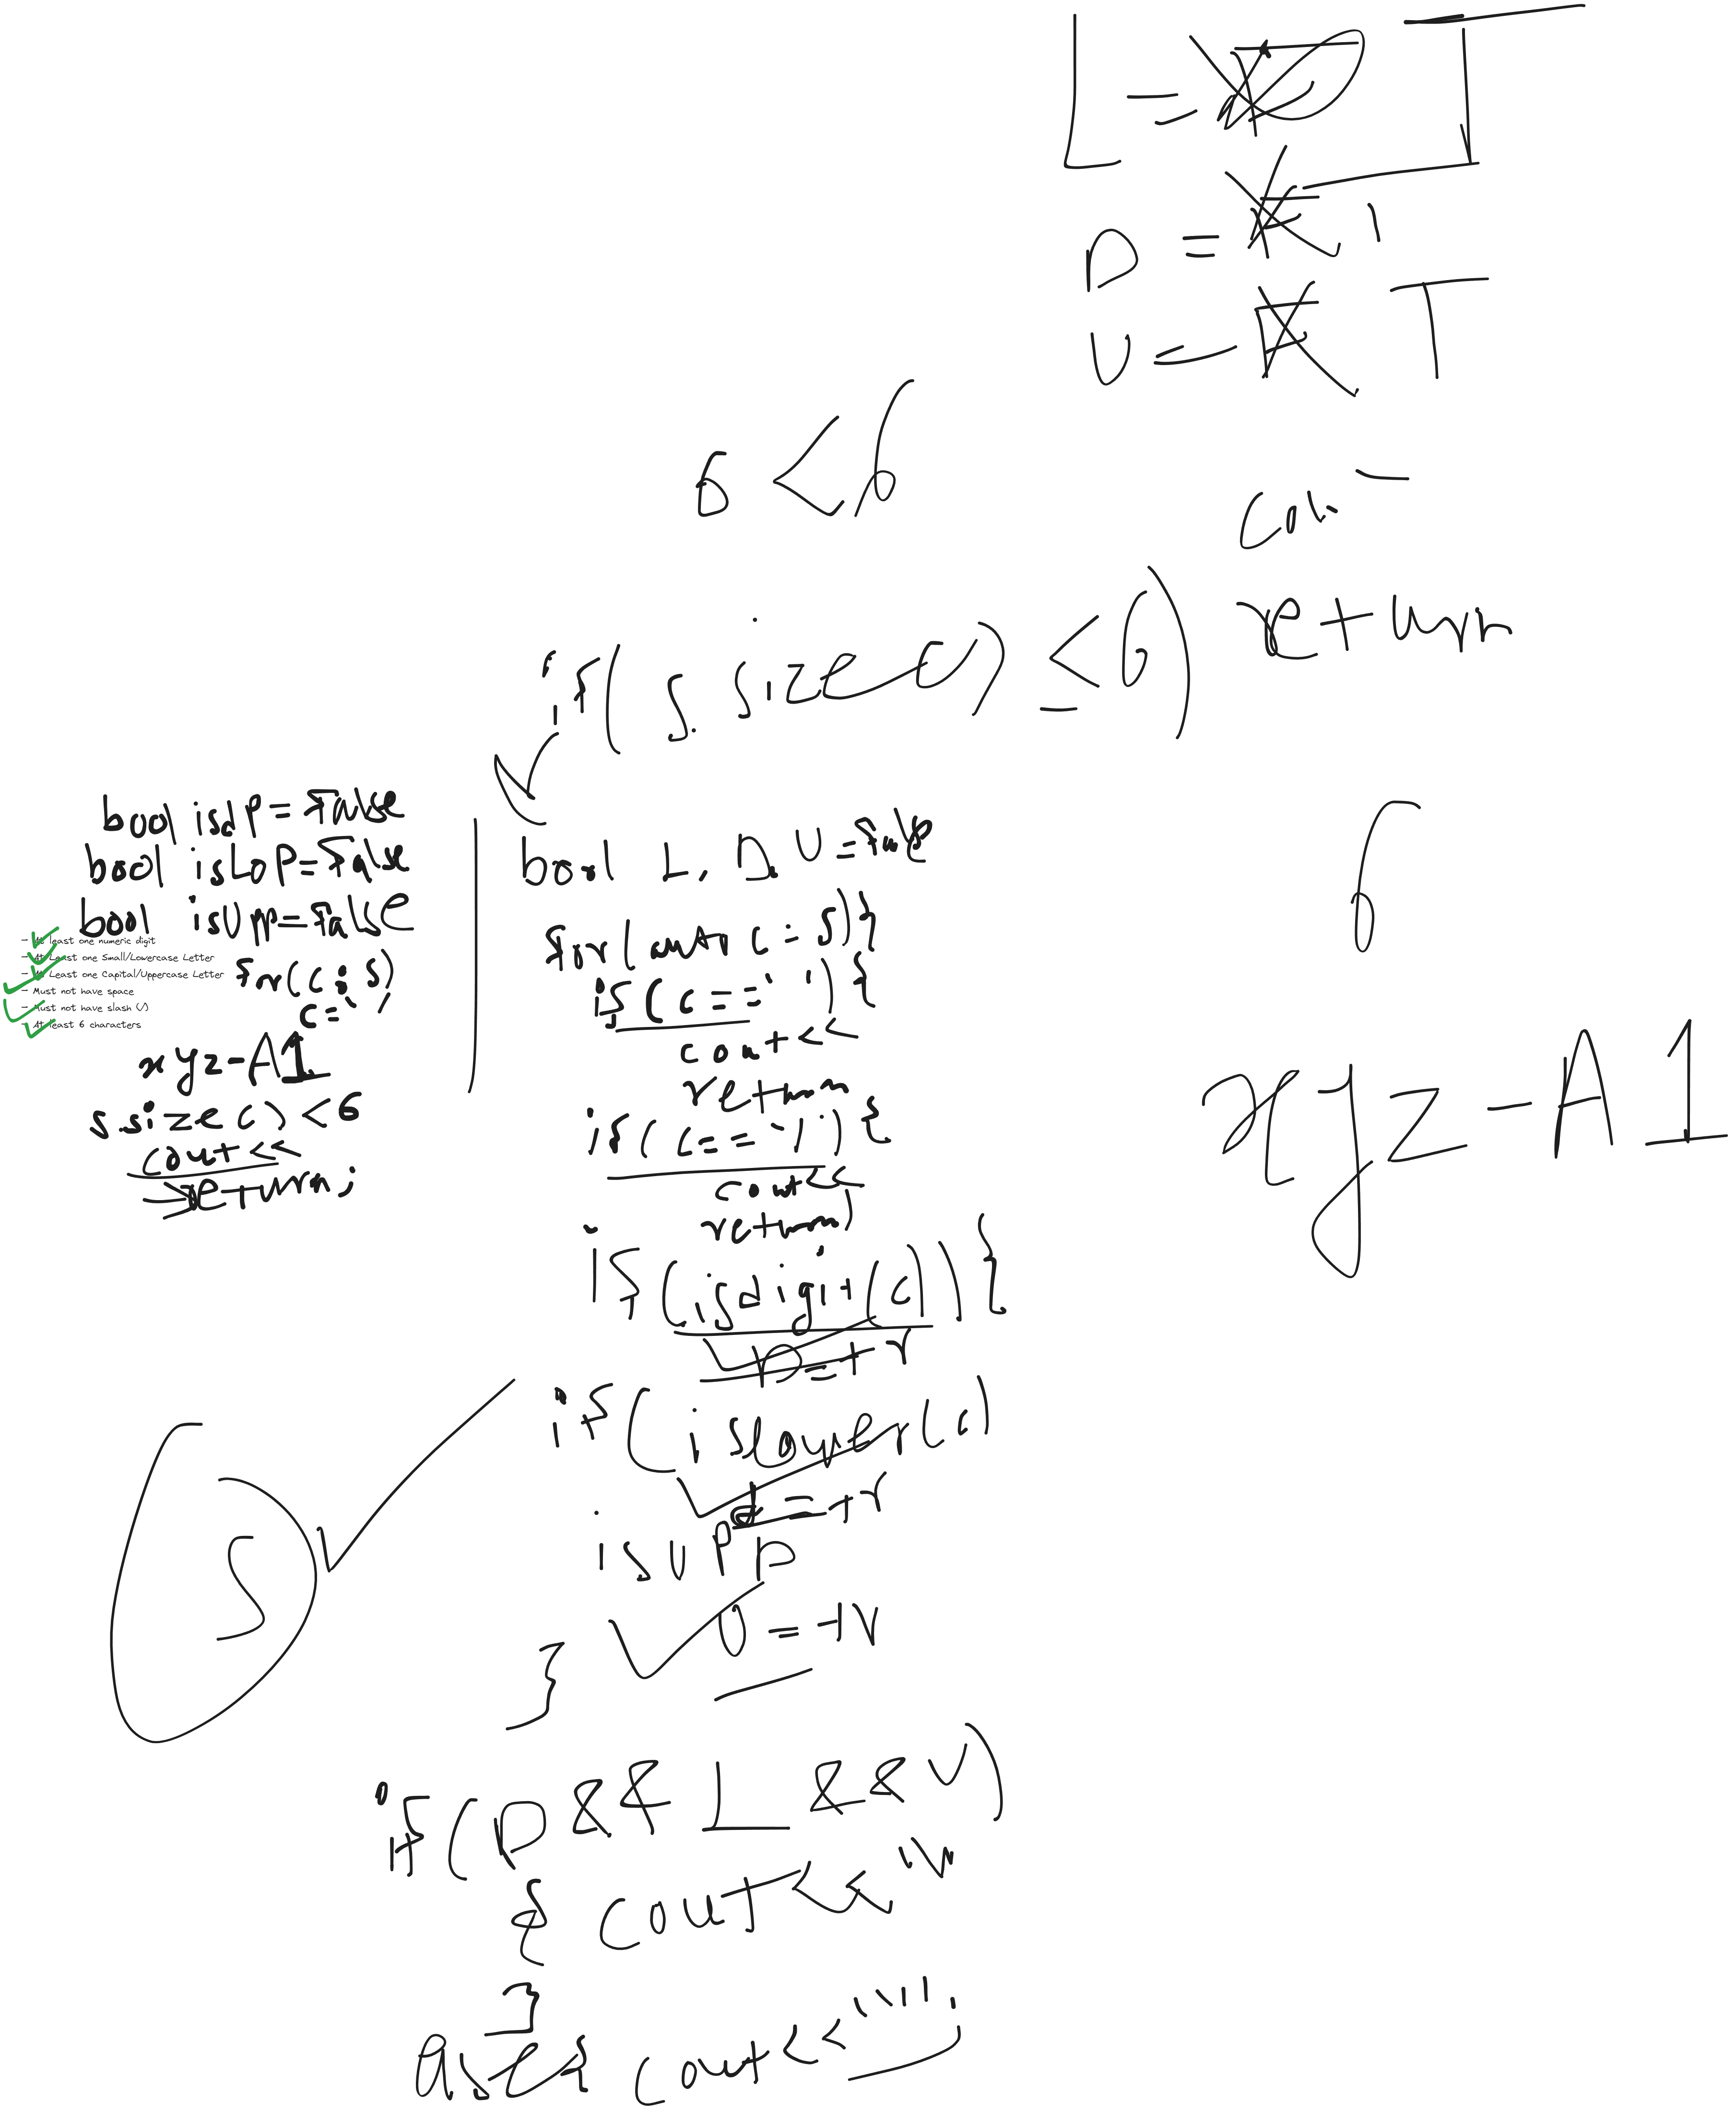 L = T
D =
U = T
6 < 6
cou
return
if( s. size() < 6)
bool isdP = false
bool isLoP = false
bool isUP = false
- At least one numeric digit
- At Least one Small/Lowercase Letter
- At Least one Capital/Uppercase Letter
- Must not have space
- Must not have slash (/)
- At least 6 characters
for(c : s)
c = '
xyz-A1
s.size() < 6
cout <<
return;
bool L, D, U = false
for(auto c : s) {
if (c == ' ') {
cout <<
return
if( c == '/') {
cout <<
return;
if (isdigit(c)) {
D = tr
if (islower(c)
= tr
isupp
U = tr
}
if (D && L && U)
{ cout << ""
}
else cout << "";
6
xyz-A1
5